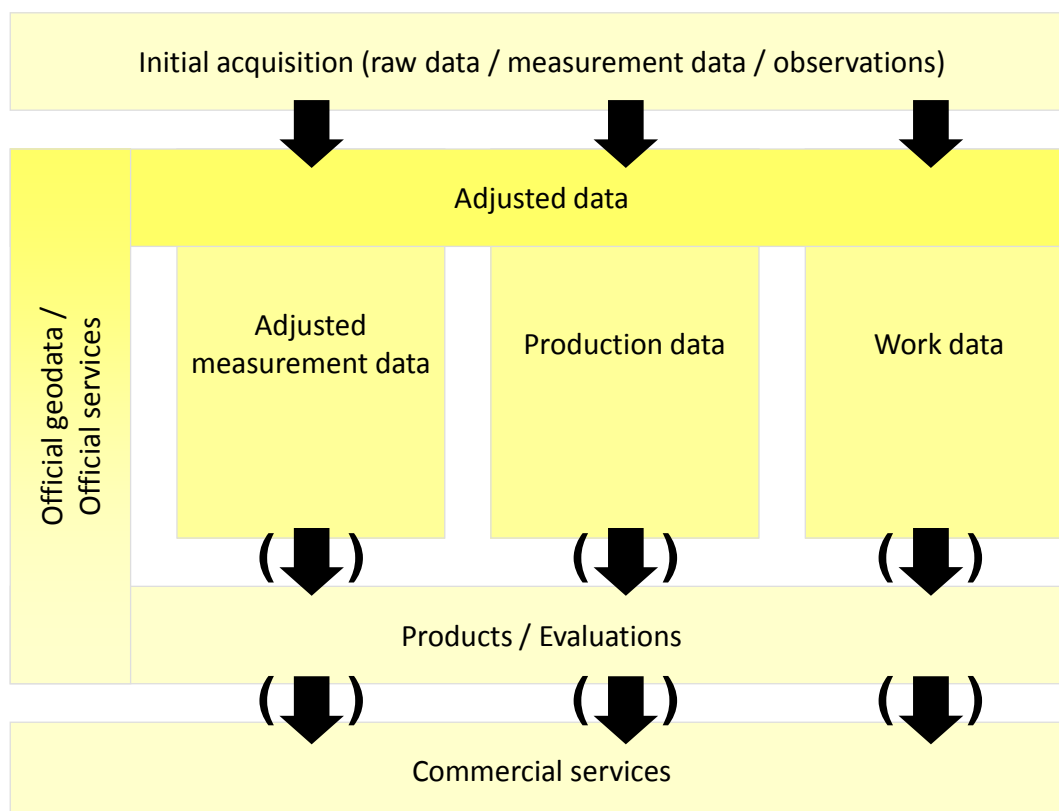 Initial acquisition (raw data / measurement data / observations)
Adjusted data
Official geodata /
Official services
Adjusted
measurement data
Production data
Work data
( ) ( ) ( )
Products / Evaluations
( ) ( ) ( )
Commercial services